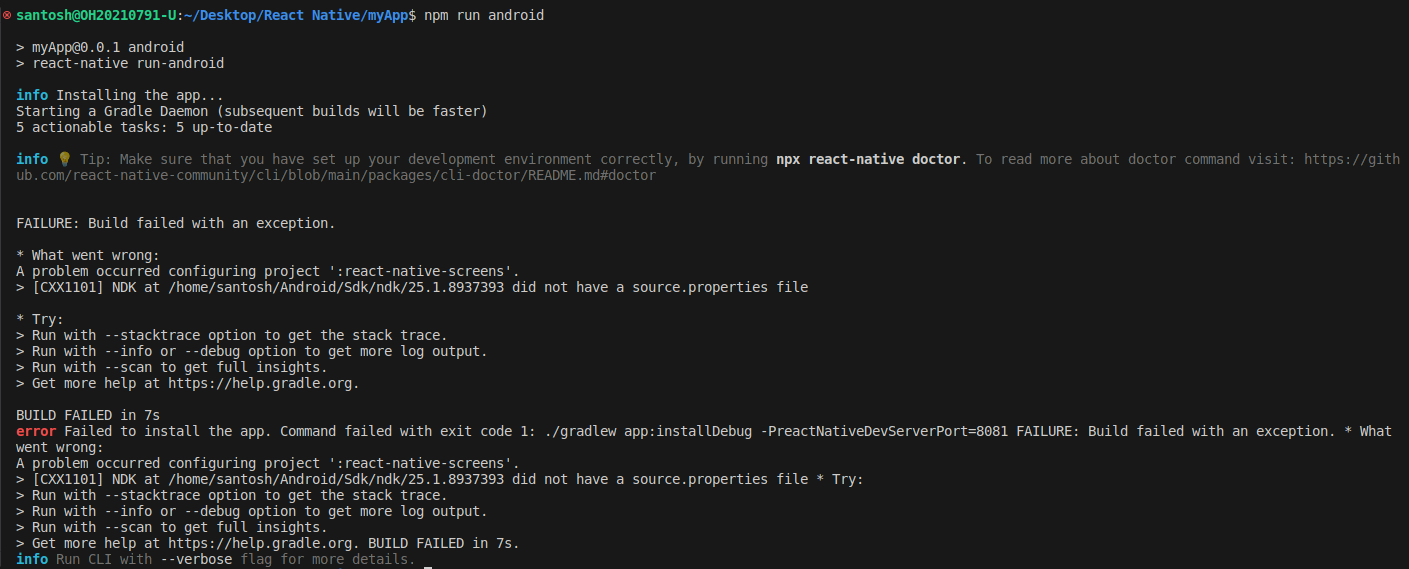 santosh@OH20210791-U:~/Desktop/React Native/myApp$ npm run android
> myApp@0.0.1 android
> react-native run-android
info Installing the app...
Starting a Gradle Daemon (subsequent builds will be faster)
5 actionable tasks: 5 up-to-date
info 💡 Tip: Make sure that you have set up your development environment correctly, by running npx react-native doctor. To read more about doctor command visit: https://gith
ub.com/react-native-community/cli/blob/main/packages/cli-doctor/README.md#doctor
FAILURE: Build failed with an exception.
* What went wrong:
A problem occurred configuring project ':react-native-screens'.
> [CXX1101] NDK at /home/santosh/Android/Sdk/ndk/25.1.8937393 did not have a source.properties file
* Try:
> Run with --stacktrace option to get the stack trace.
> Run with --info or --debug option to get more log output.
> Run with --scan to get full insights.
> Get more help at https://help.gradle.org.
BUILD FAILED in 7s
error Failed to install the app. Command failed with exit code 1: ./gradlew app:installDebug -PreactNativeDevServerPort=8081 FAILURE: Build failed with an exception. * What
went wrong:
A problem occurred configuring project ':react-native-screens'.
> [CXX1101] NDK at /home/santosh/Android/Sdk/ndk/25.1.8937393 did not have a source.properties file * Try:
> Run with --stacktrace option to get the stack trace.
> Run with --info or --debug option to get more log output.
> Run with --scan to get full insights.
> Get more help at https://help.gradle.org. BUILD FAILED in 7s.
info Run CLI with --verbose flag for more details.